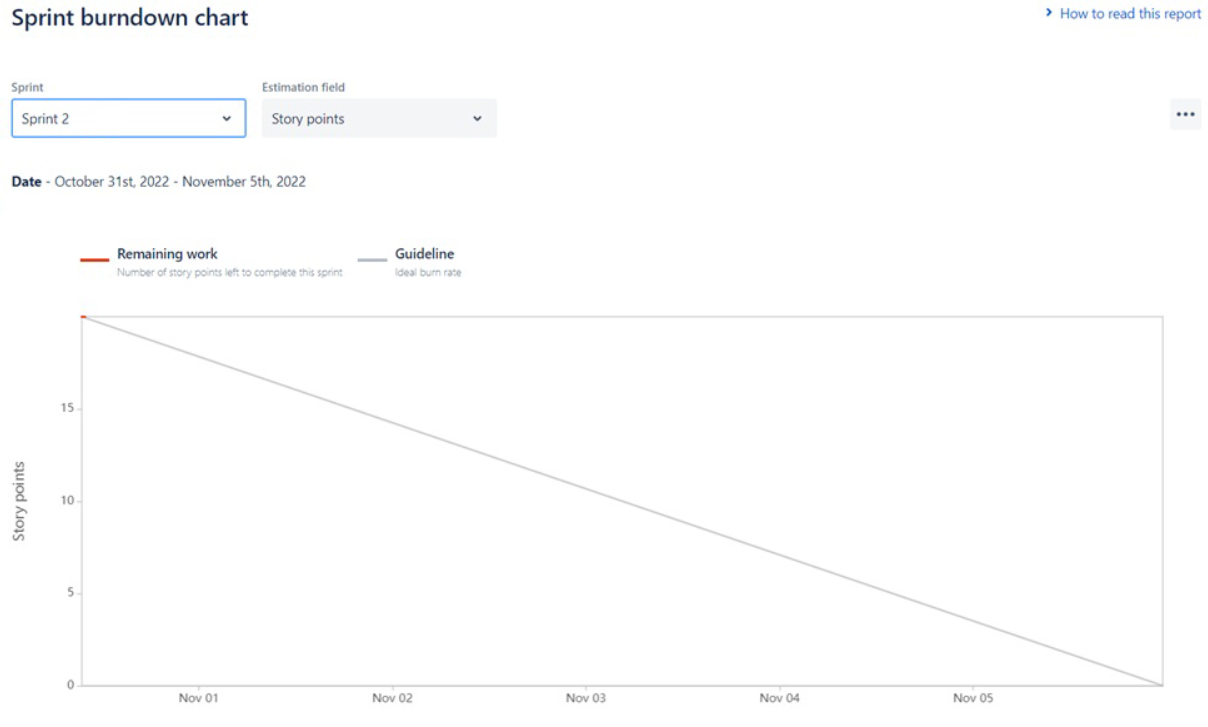 Sprint burndown chart
How to read this report
Sprint
Estimation field
Sprint 2
Story points
Date - October 31st, 2022 - November 5th, 2022
Remaining work
Number of story points left to complete this sprint
Guideline
Ideal burn rate
Story points
15
10
5
0
Nov 01
Nov 02
Nov 03
Nov 04
Nov 05